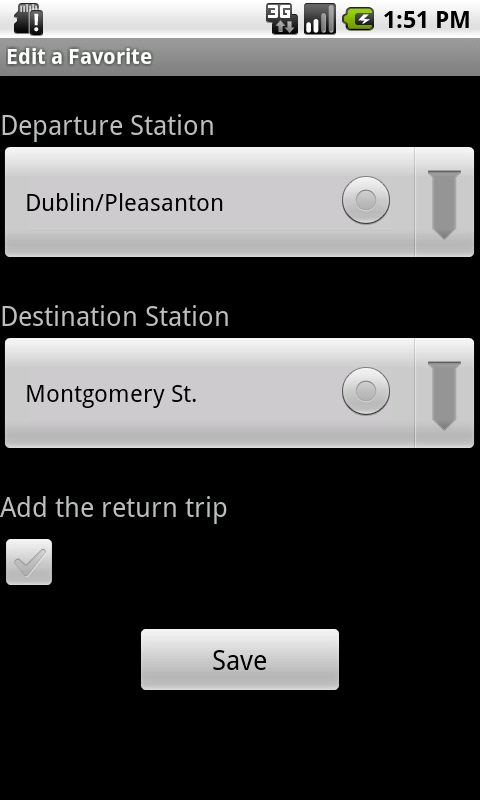 3G 1:51 PM
Edit a Favorite
Departure Station
Dublin/Pleasanton
Destination Station
Montgomery St.
Add the return trip
Save